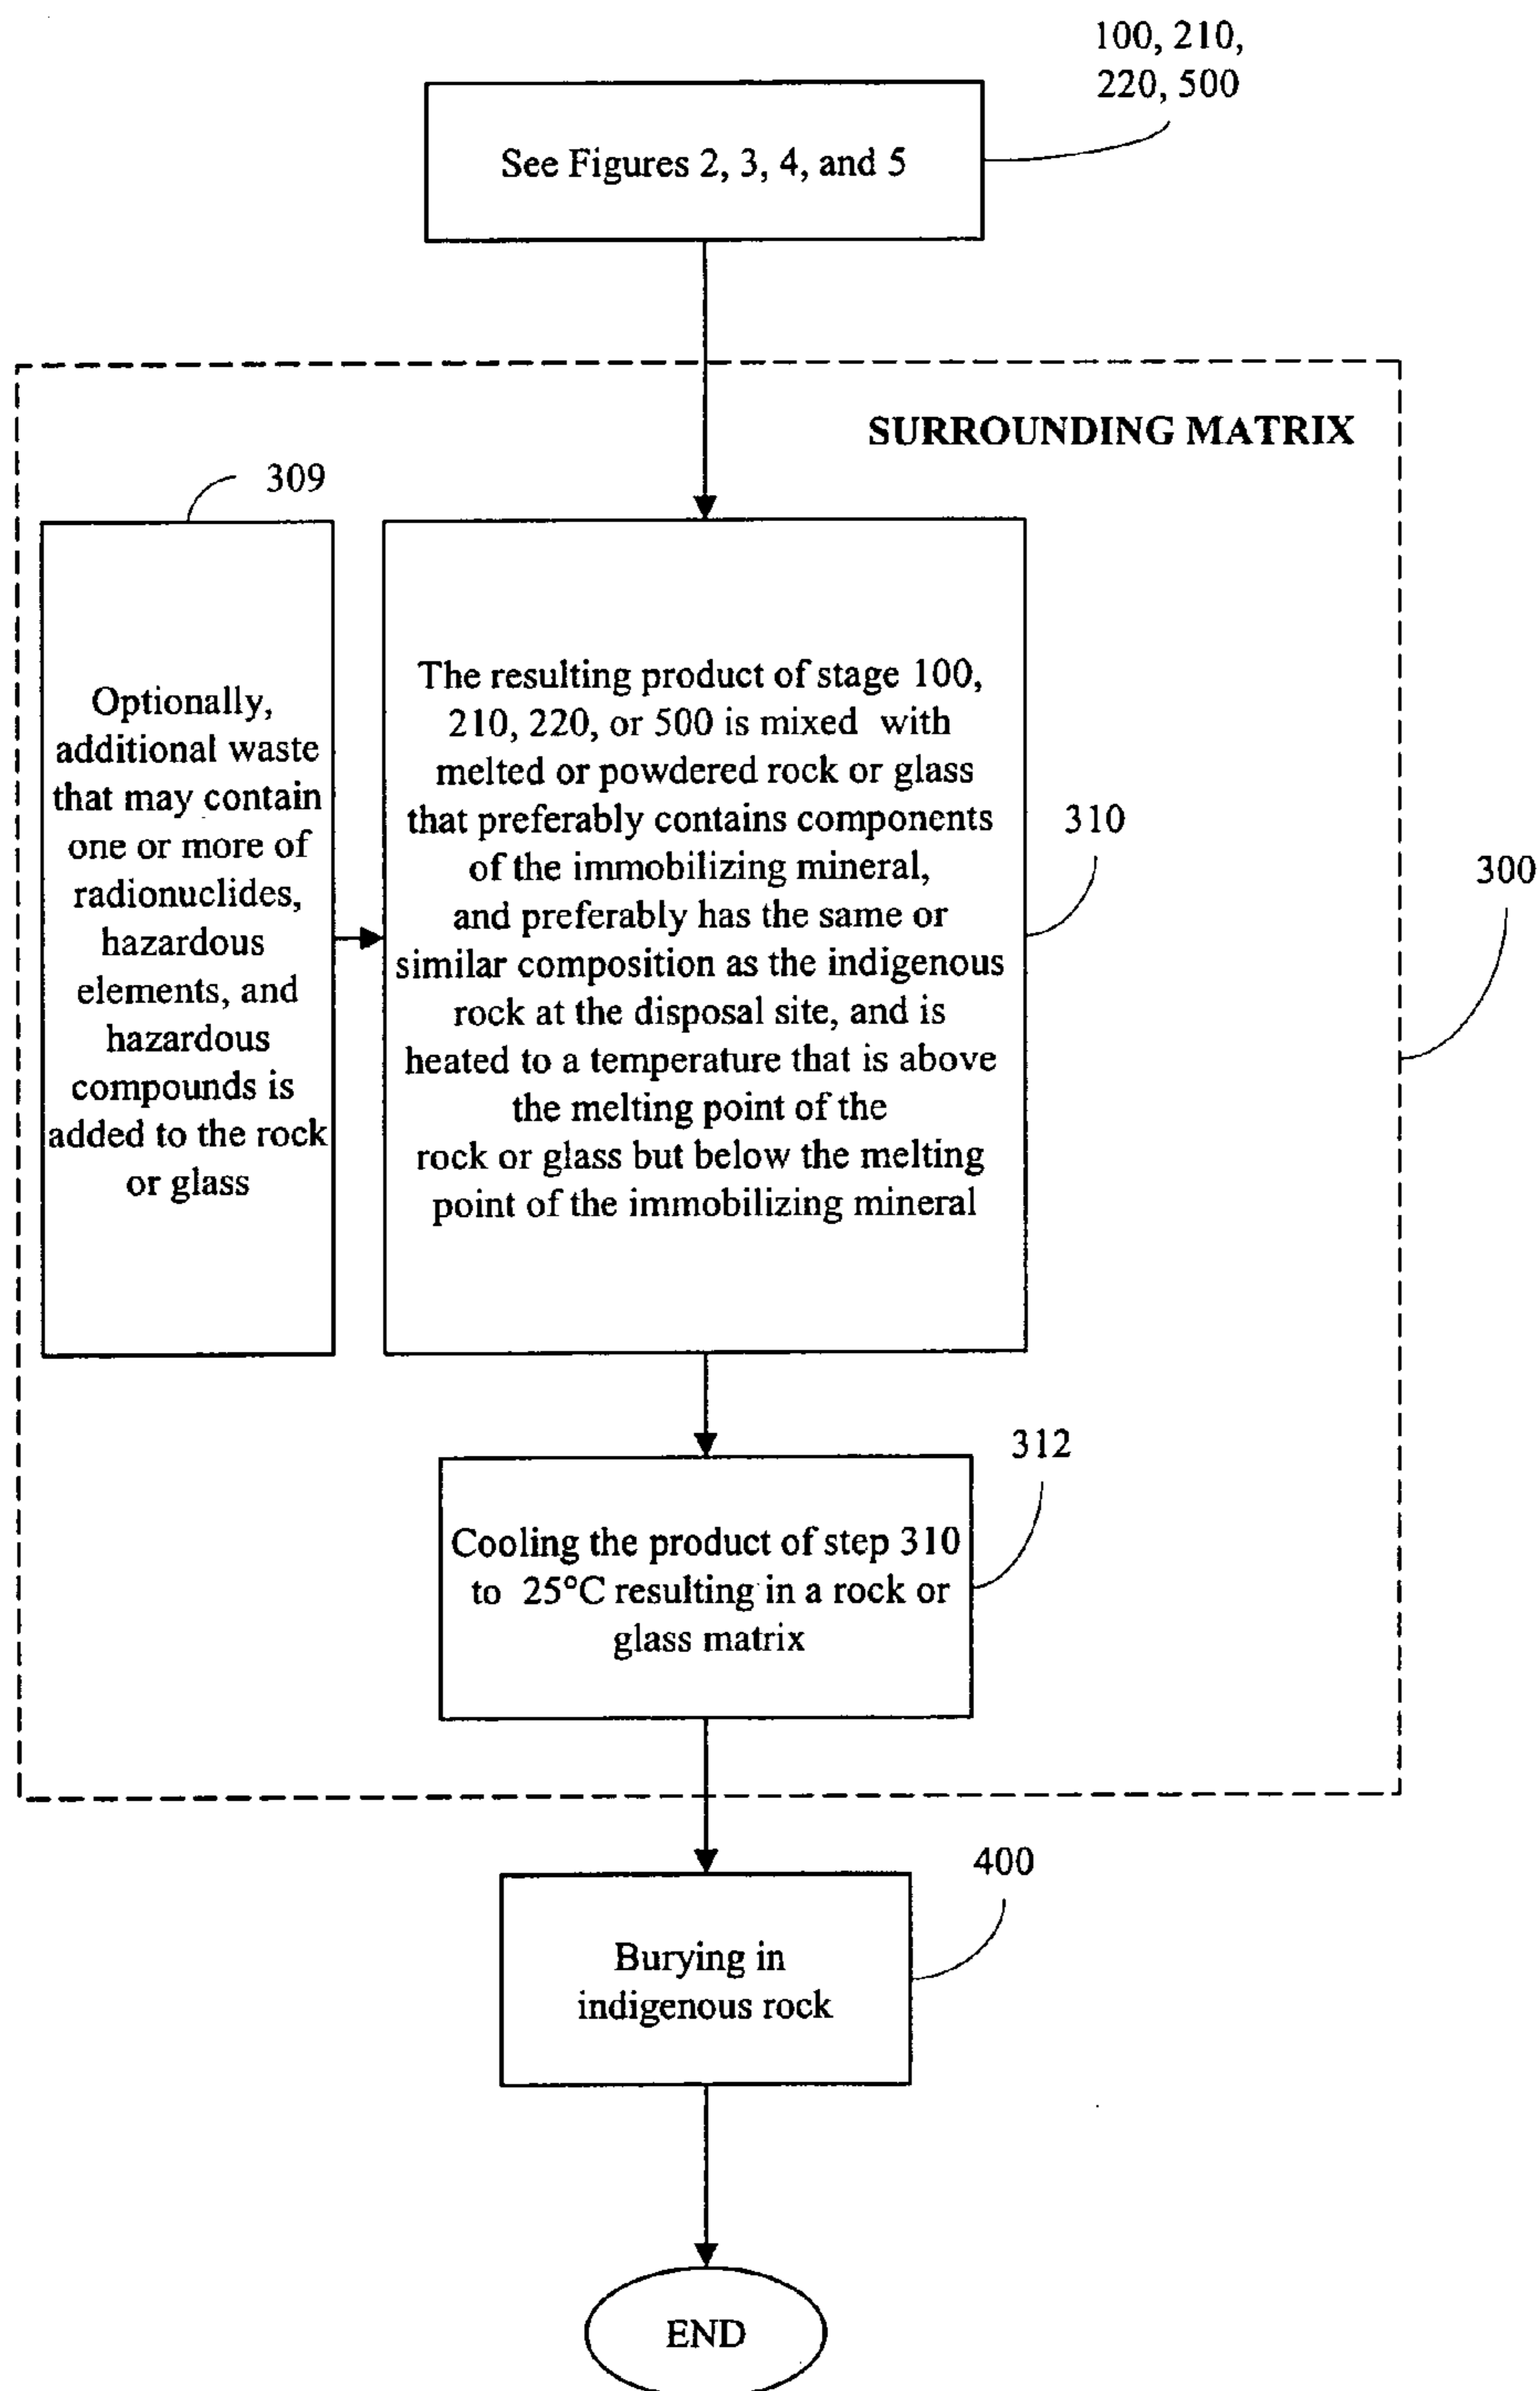 100, 210,
220, 500
See Figures 2, 3, 4, and 5
SURROUNDING MATRIX
309
Optionally,
additional waste
that may contain
one or more of
radionuclides,
hazardous
elements, and
hazardous
compounds is
added to the rock
or glass
The resulting product of stage 100,
210, 220, or 500 is mixed with
melted or powdered rock or glass
that preferably contains components
of the immobilizing mineral,
and preferably has the same or
similar composition as the indigenous
rock at the disposal site, and is
heated to a temperature that is above
the melting point of the
rock or glass but below the melting
point of the immobilizing mineral
310
300
312
Cooling the product of step 310
to 25°C resulting in a rock or
glass matrix
400
Burying in
indigenous rock
END